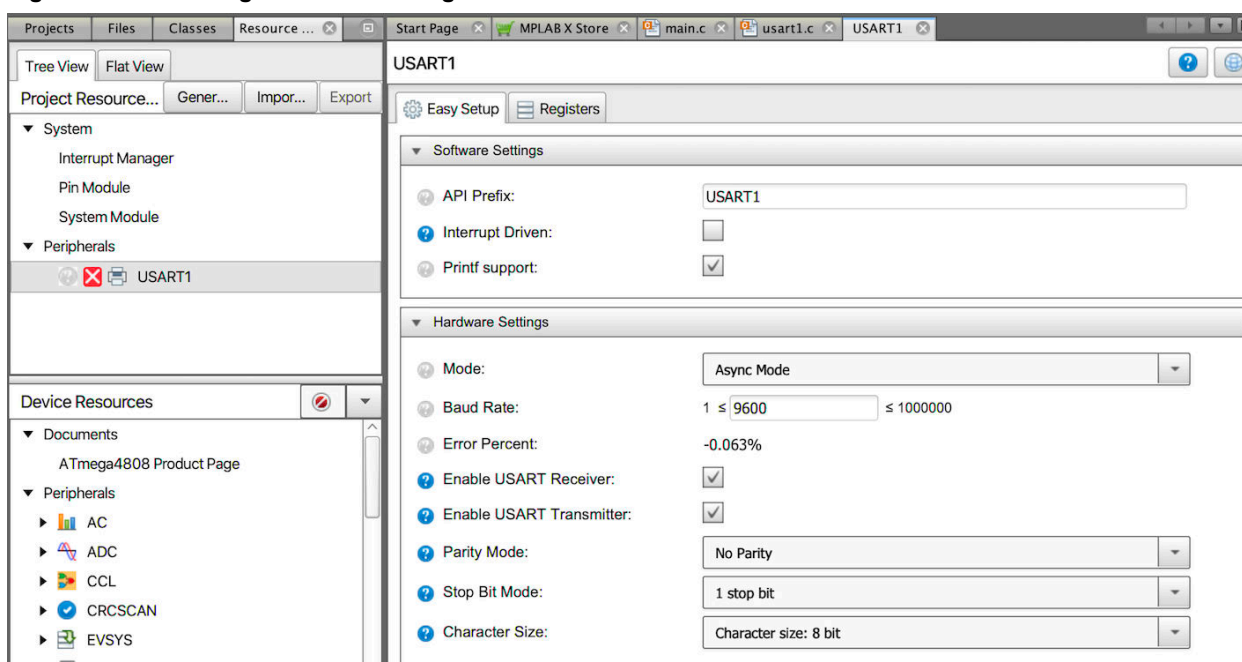 Projects Files Classes Resource ... Start Page MPLAB X Store main.c usart1.c USART1
Tree View Flat View
Project Resource... Gener... Impor... Export
System
Interrupt Manager
Pin Module
System Module
Peripherals
USART1
Device Resources
Documents
ATmega4808 Product Page
Peripherals
AC
ADC
CCL
CRCSCAN
EVSYS
USART1
Easy Setup Registers
Software Settings
API Prefix: USART1
Interrupt Driven:
Printf support:
Hardware Settings
Mode: Async Mode
Baud Rate: 1 ≤ 9600 ≤ 1000000
Error Percent: -0.063%
Enable USART Receiver:
Enable USART Transmitter:
Parity Mode: No Parity
Stop Bit Mode: 1 stop bit
Character Size: Character size: 8 bit